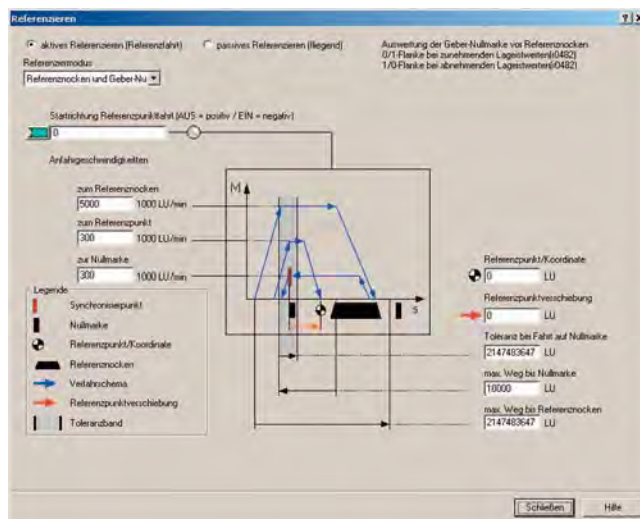 Referenzieren
aktives Referenzieren (Referenzfahrt)
passives Referenzieren (fliegend)
Auswertung der Geber-Nullmarke vor Referenznocken
0/1-Flanke bei zunehmenden Lageistwerten(r0482)
1/0-Flanke bei abnehmenden Lageistwerten(r0482)
Referenziermodus
Referenznocken und Geber-Nu
Startrichtung Referenzpunktfahrt (AUS = positiv / EIN = negativ)
0
Anfahrgeschwindigkeiten
zum Referenznocken
5000 1000 LU/min
zum Referenzpunkt
300 1000 LU/min
zur Nullmarke
300 1000 LU/min
M
s
Legende
Synchronisierpunkt
Nullmarke
Referenzpunkt/Koordinate
Referenznocken
Verfahrschema
Referenzpunktverschiebung
Toleranzband
Referenzpunkt/Koordinate
0 LU
Referenzpunktverschiebung
0 LU
Toleranz bei Fahrt auf Nullmarke
2147483647 LU
max. Weg bis Nullmarke
10000 LU
max. Weg bis Referenznocken
2147483647 LU
Schließen
Hilfe